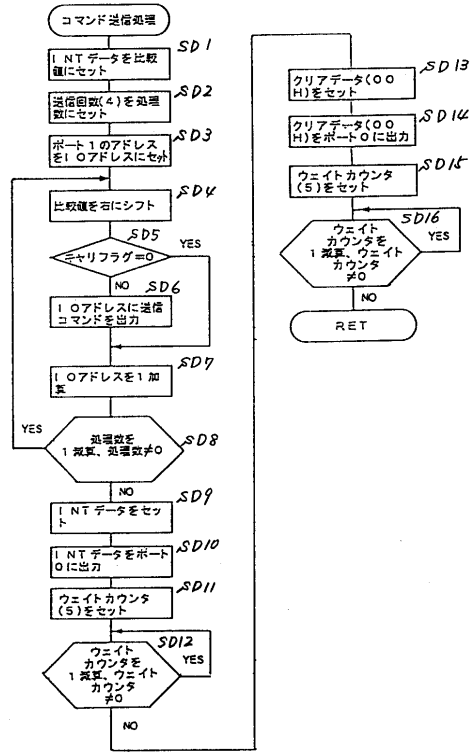 コマンド送信処理
SD1
INTデータを比較
値にセット
SD2
送信回数(4)を処理
数にセット
SD3
ポート1のアドレス
をIOアドレスにセット
SD4
比較値を右にシフト
SD5
キャリフラグ=0
YES
NO
SD6
IOアドレスに送信
コマンドを出力
SD7
IOアドレスを1加
算
YES
処理数を
1減算、処理数≠0
SD8
NO
SD9
INTデータをセッ
ト
SD10
INTデータをポート
0に出力
SD11
ウェイトカウンタ
(5)をセット
SD12
ウェイト
カウンタを
1減算、ウェイト
カウンタ
≠0
YES
NO
SD13
クリアデータ(00
H)をセット
SD14
クリアデータ(00
H)をポート0に出力
SD15
ウェイトカウンタ
(5)をセット
SD16
ウェイト
カウンタを
1減算、ウェイト
カウンタ
≠0
YES
NO
RET